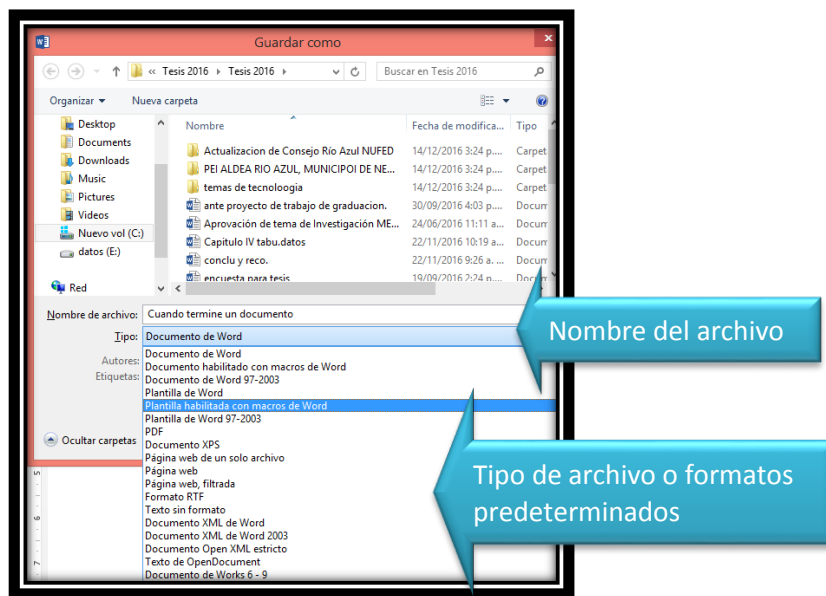 Guardar como
« Tesis 2016 Tesis 2016
Buscar en Tesis 2016
Organizar Nueva carpeta
Nombre Fecha de modifica... Tipo
Desktop
Documents
Downloads
Music
Pictures
Videos
Nuevo vol (C:)
datos (E:)
Red
Actualizacion de Consejo Río Azul NUFED 14/12/2016 3:24 p.... Carpet
PEI ALDEA RIO AZUL, MUNICIPOI DE NE... 14/12/2016 3:24 p.... Carpet
temas de tecnoloogia 14/12/2016 3:24 p.... Carpet
ante proyecto de trabajo de graduacion. 30/09/2016 4:03 p.... Docum
Aprovación de tema de Investigación ME... 24/06/2016 11:11 a... Docum
Capitulo IV tabu.datos 22/11/2016 10:19 a... Docum
conclu y reco. 22/11/2016 9:26 a. ... Docum
encuesta para tesis 19/09/2016 2:24 p.... Docum
Nombre de archivo: Cuando termine un documento
Tipo: Documento de Word
Autores:
Etiquetas:
Documento de Word
Documento habilitado con macros de Word
Documento de Word 97-2003
Plantilla de Word
Plantilla habilitada con macros de Word
Plantilla de Word 97-2003
PDF
Documento XPS
Página web de un solo archivo
Página web
Página web, filtrada
Formato RTF
Texto sin formato
Documento XML de Word
Documento XML de Word 2003
Documento Open XML estricto
Texto de OpenDocument
Documento de Works 6 - 9
Ocultar carpetas
5
6
7
Nombre del archivo
Tipo de archivo o formatos
predeterminados